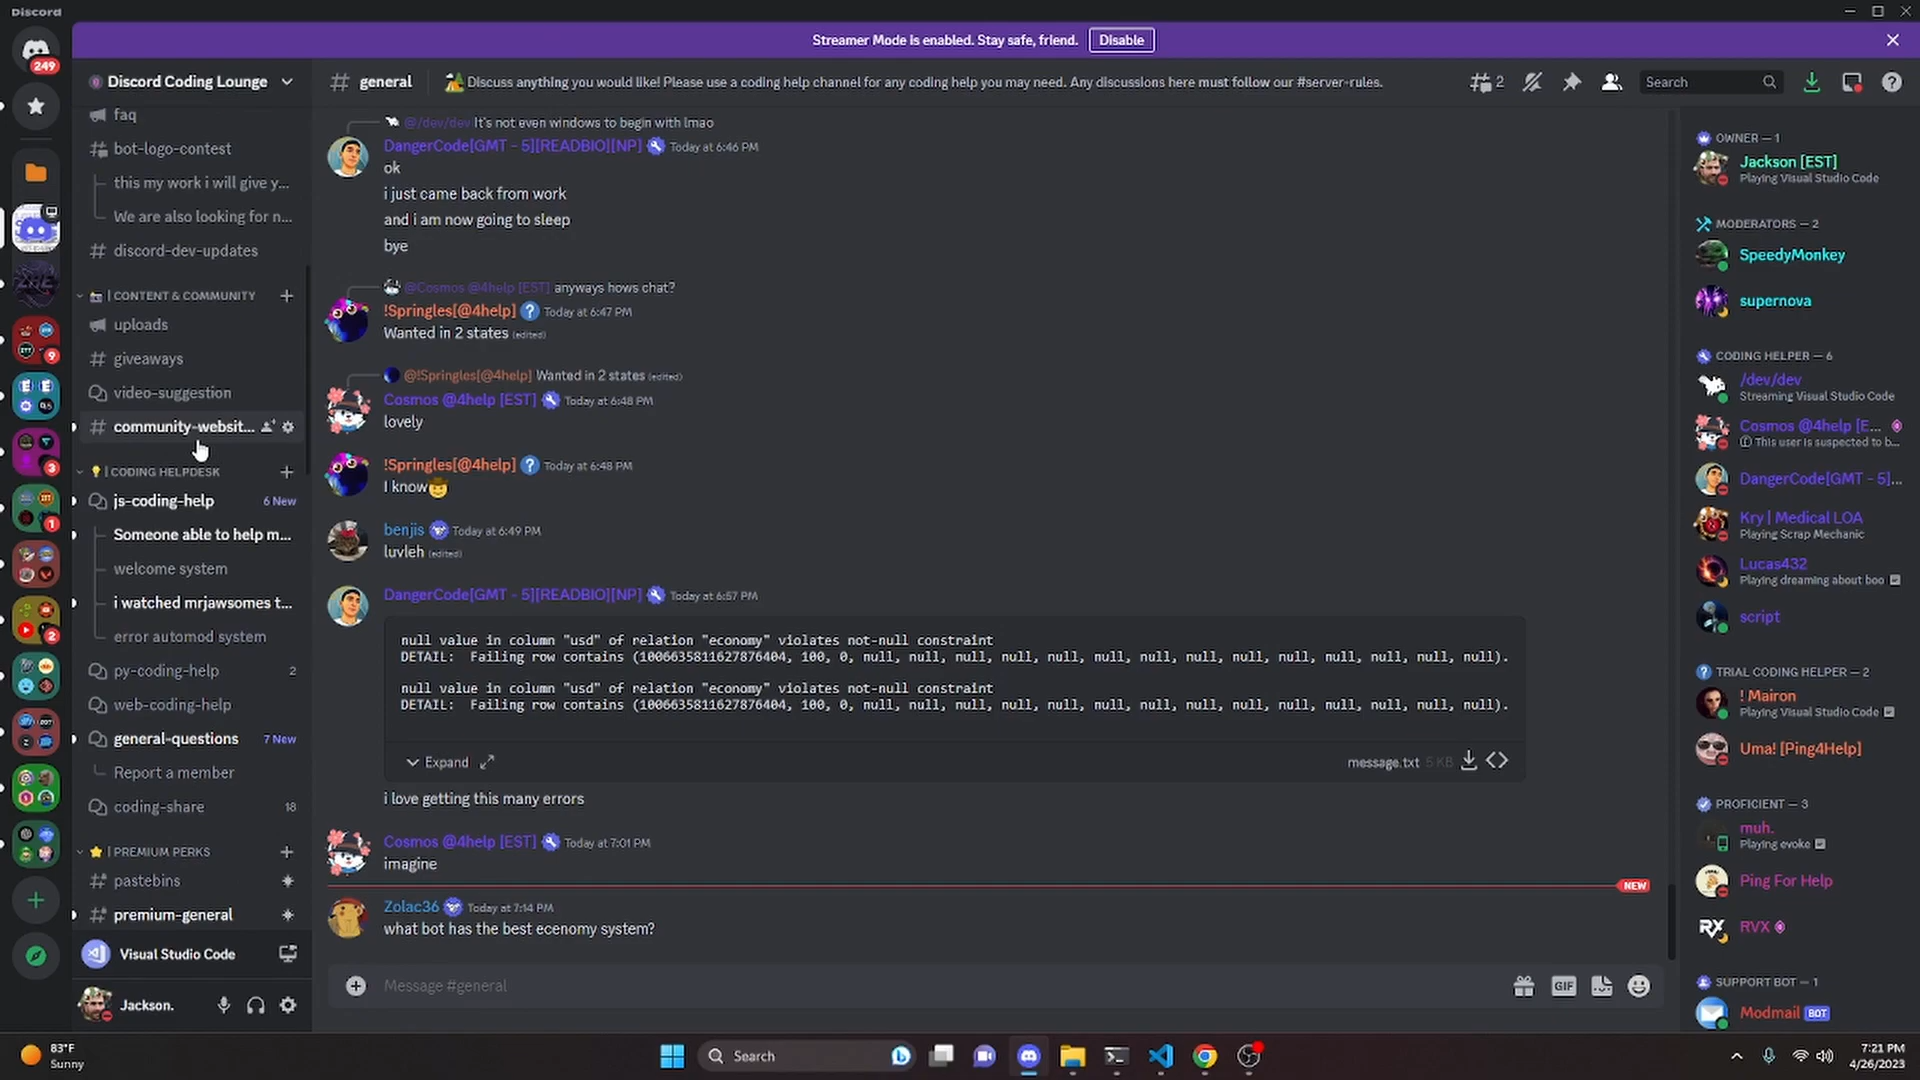 Discord
Streamer Mode is enabled. Stay safe, friend.
Disable
249
9
3
1
2
Discord Coding Lounge
faq
bot-logo-contest
this my work i will give y...
We are also looking for n...
discord-dev-updates
| CONTENT & COMMUNITY
uploads
giveaways
video-suggestion
community-websit...
| CODING HELPDESK
js-coding-help 6 New
Someone able to help m...
welcome system
i watched mrjawsomes t...
error automod system
py-coding-help 2
web-coding-help
general-questions 7 New
Report a member
coding-share 18
| PREMIUM PERKS
pastebins
premium-general
Visual Studio Code
Jackson.
# general
Discuss anything you would like! Please use a coding help channel for any coding help you may need. Any discussions here must follow our #server-rules.
2
Search
@/dev/dev It's not even windows to begin with lmao
DangerCode[GMT - 5][READBIO][NP] Today at 6:46 PM
ok
i just came back from work
and i am now going to sleep
bye
@Cosmos @4help [EST] anyways hows chat?
!Springles[@4help] Today at 6:47 PM
Wanted in 2 states (edited)
@!Springles[@4help] Wanted in 2 states (edited)
Cosmos @4help [EST] Today at 6:48 PM
lovely
!Springles[@4help] Today at 6:48 PM
I know
benjis Today at 6:49 PM
luvleh (edited)
DangerCode[GMT - 5][READBIO][NP] Today at 6:57 PM
null value in column "usd" of relation "economy" violates not-null constraint
DETAIL:  Failing row contains (1006635811627876404, 100, 0, null, null, null, null, null, null, null, null, null, null, null, null, null).
null value in column "usd" of relation "economy" violates not-null constraint
DETAIL:  Failing row contains (1006635811627876404, 100, 0, null, null, null, null, null, null, null, null, null, null, null, null, null).
Expand
message.txt 5 KB
i love getting this many errors
Cosmos @4help [EST] Today at 7:01 PM
imagine
NEW
Zolac36 Today at 7:14 PM
what bot has the best ecenomy system?
Message #general
GIF
OWNER — 1
Jackson [EST]
Playing Visual Studio Code
MODERATORS — 2
SpeedyMonkey
supernova
CODING HELPER — 6
/dev/dev
Streaming Visual Studio Code
Cosmos @4help [E...
This user is suspected to b...
DangerCode[GMT - 5]...
Kry | Medical LOA
Playing Scrap Mechanic
Lucas432
Playing dreaming about boo
script
TRIAL CODING HELPER — 2
! Mairon
Playing Visual Studio Code
Uma! [Ping4Help]
PROFICIENT — 3
muh.
Playing evoke
Ping For Help
RVX
SUPPORT BOT — 1
Modmail BOT
83°F
Sunny
Search
7:21 PM
4/26/2023